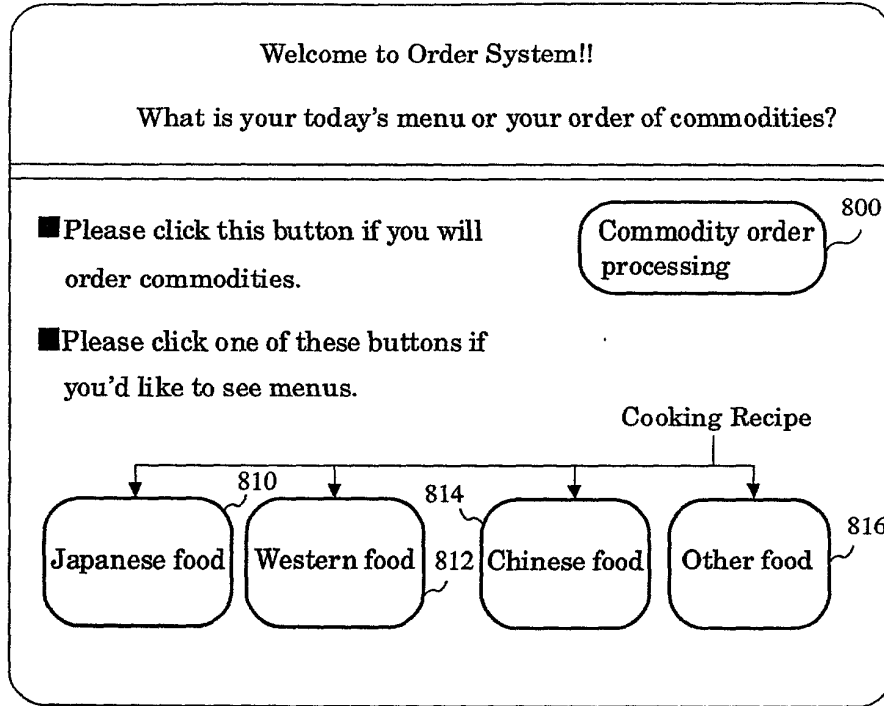 Welcome to Order System!!
What is your today's menu or your order of commodities?
■Please click this button if you will
order commodities.
Commodity order
processing
800
■Please click one of these buttons if
you'd like to see menus.
Cooking Recipe
Japanese food
810
Western food
812
Chinese food
814
Other food
816